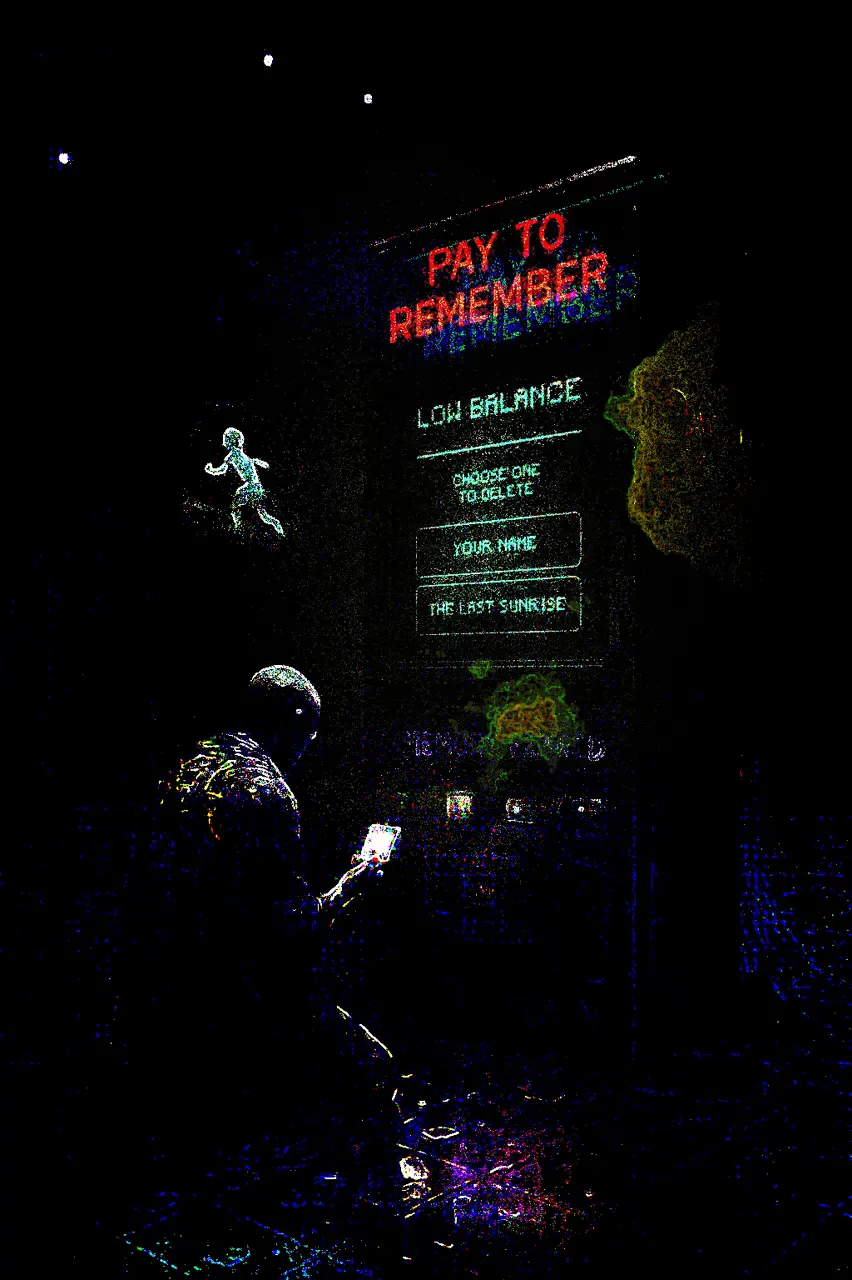 PAY TO
REMEMBER
LOW BALANCE
CHOOSE ONE
TO DELETE
YOUR NAME
THE LAST SUNRISE